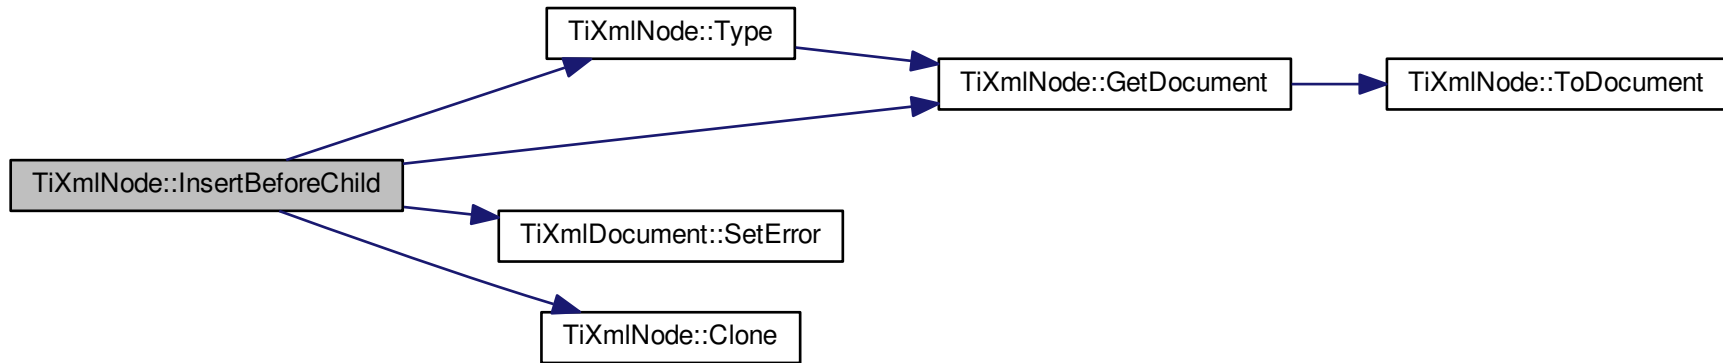 TiXmlNode::Type
TiXmlNode::GetDocument
TiXmlNode::ToDocument
TiXmlNode::InsertBeforeChild
TiXmlDocument::SetError
TiXmlNode::Clone